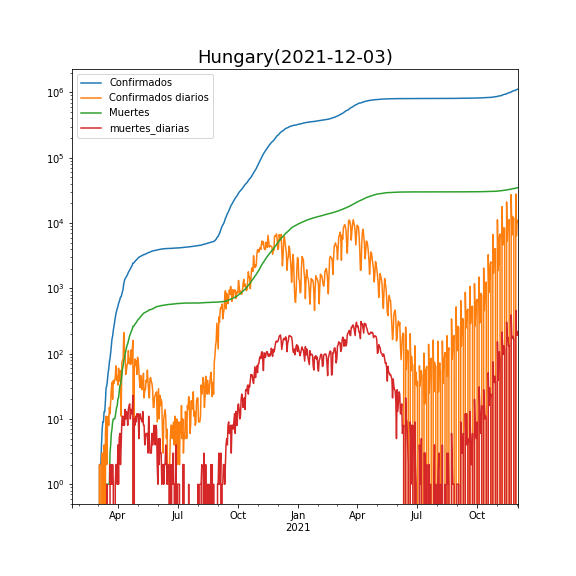 Hungary(2021-12-03)
Confirmados
Confirmados diarios
Muertes
muertes_diarias
10⁶
10⁵
10⁴
10³
10²
10¹
10⁰
Apr Jul Oct Jan Apr Jul Oct
2021